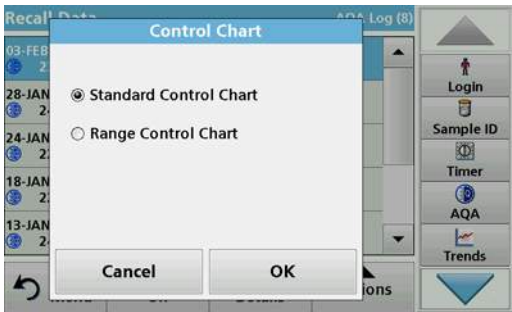 Recall Data AQA Log (8)
Control Chart
03-FEB
2
28-JAN
24-JAN
18-JAN
13-JAN
Standard Control Chart
Range Control Chart
Cancel
OK
Login
Sample ID
Timer
AQA
Trends